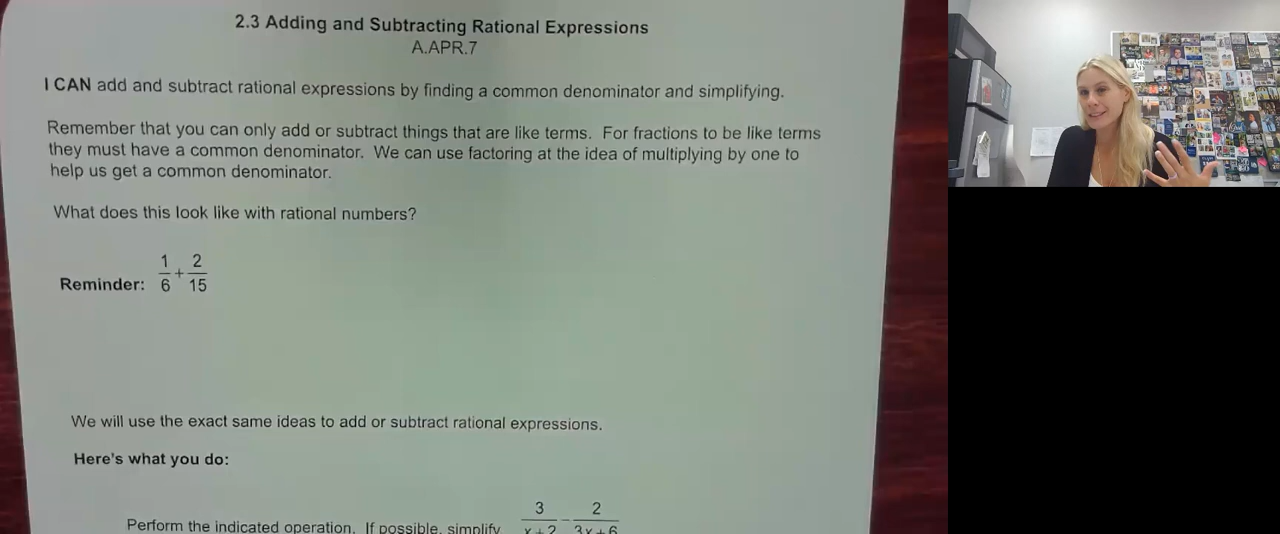 2.3 Adding and Subtracting Rational Expressions
A.APR.7
I CAN add and subtract rational expressions by finding a common denominator and simplifying.
Remember that you can only add or subtract things that are like terms. For fractions to be like terms
they must have a common denominator. We can use factoring at the idea of multiplying by one to
help us get a common denominator.
What does this look like with rational numbers?
Reminder: 1/6 + 2/15
We will use the exact same ideas to add or subtract rational expressions.
Here's what you do:
Perform the indicated operation. If possible, simplify 3/(x+2) - 2/(3x+6)